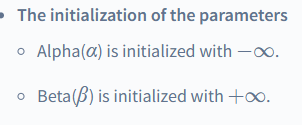 • The initialization of the parameters
○ Alpha(α) is initialized with −∞.
○ Beta(β) is initialized with +∞.